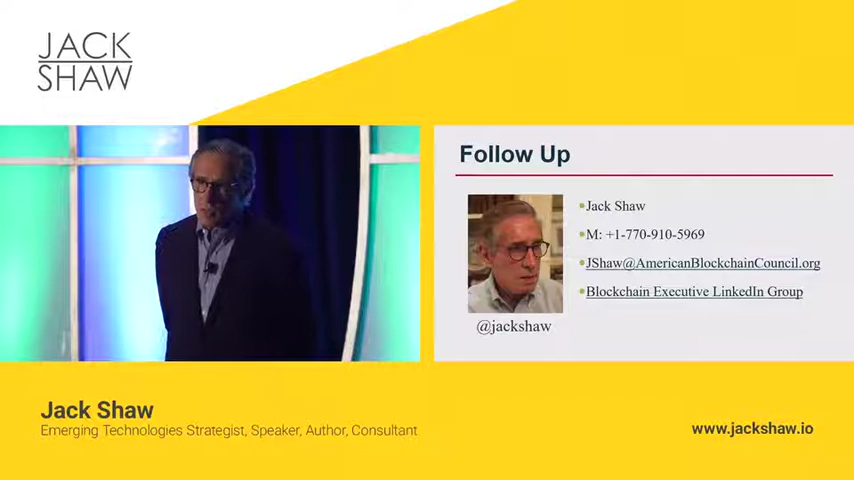 JACK
SHAW
Follow Up
Jack Shaw
M: +1-770-910-5969
JShaw@AmericanBlockchainCouncil.org
Blockchain Executive LinkedIn Group
@jackshaw
Jack Shaw
Emerging Technologies Strategist, Speaker, Author, Consultant
www.jackshaw.io